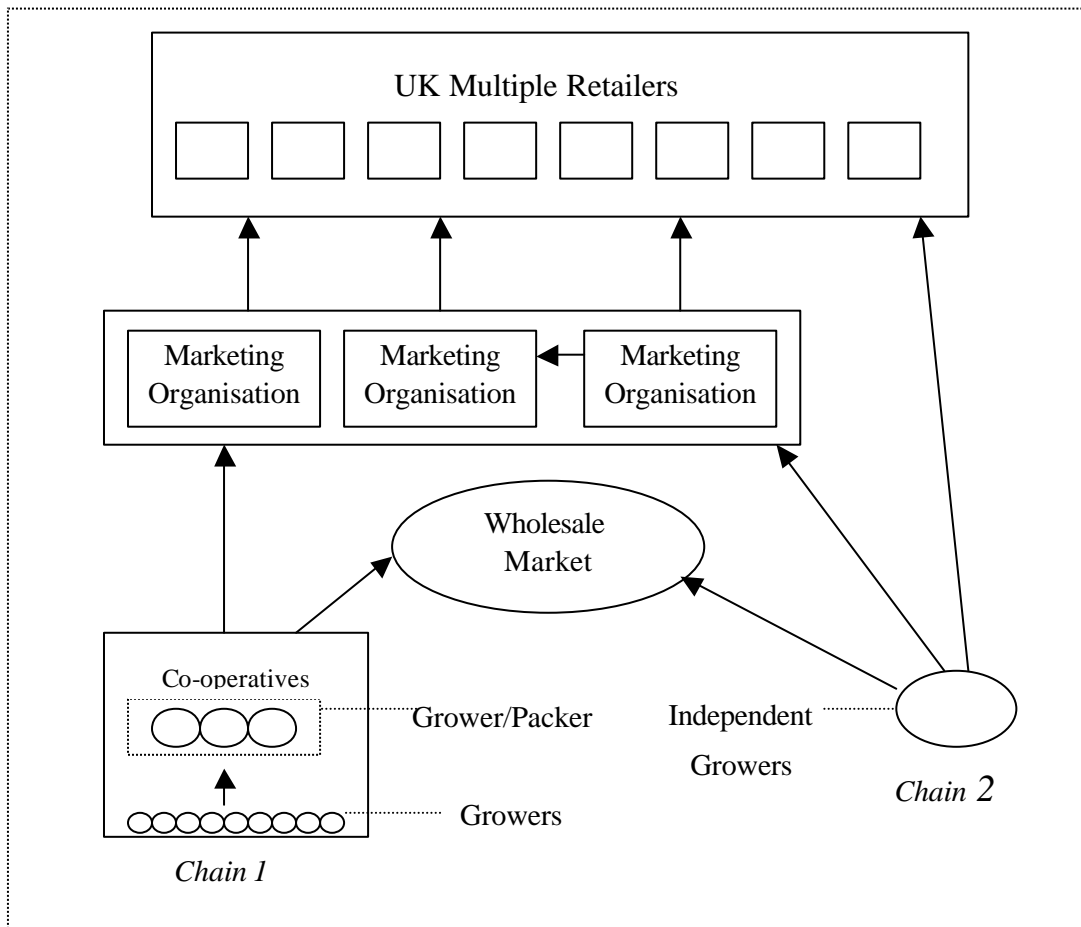 UK Multiple Retailers
Marketing
Organisation
Marketing
Organisation
Marketing
Organisation
Wholesale
Market
Co-operatives
Grower/Packer
Growers
Chain 1
Independent
Growers
Chain 2